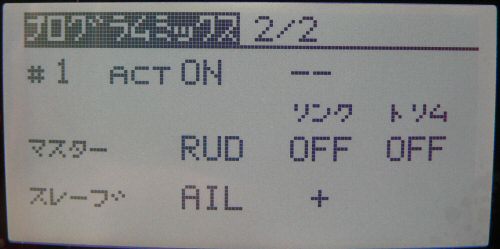 プログラムミックス 2/2
#1 ACT ON --
リンク トリム
マスター RUD OFF OFF
スレーブ AIL +